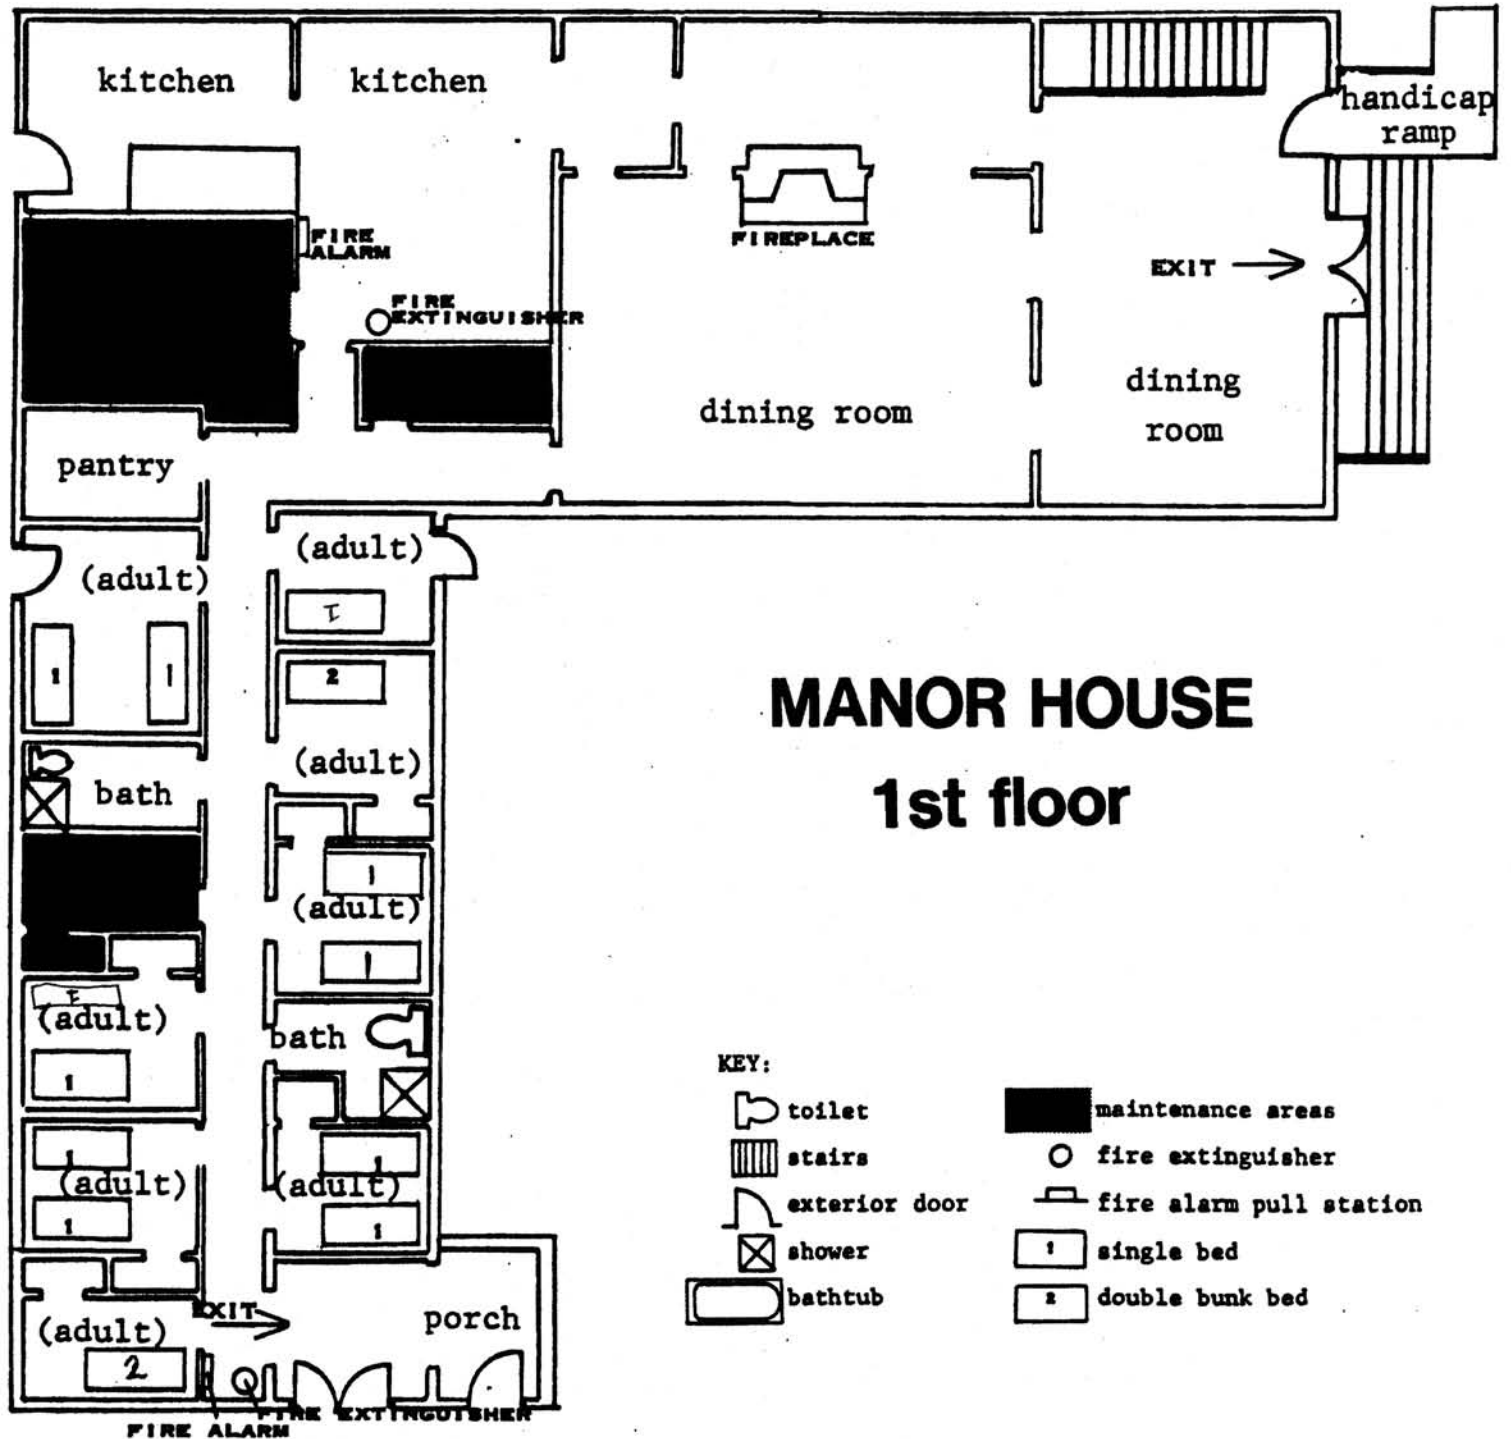 kitchen
kitchen
handicap
ramp
FIRE
ALARM
FIREPLACE
EXIT
FIRE
EXTINGUISHER
dining room
dining
room
pantry
(adult)
I
(adult)
1
1
2
(adult)
bath
1
(adult)
1
I
(adult)
1
bath
1
(adult)
1
1
(adult)
1
EXIT
porch
(adult)
2
FIRE EXTINGUISHER
FIRE ALARM
MANOR HOUSE
1st floor
KEY:
toilet
stairs
exterior door
shower
bathtub
maintenance areas
fire extinguisher
fire alarm pull station
1 single bed
2 double bunk bed